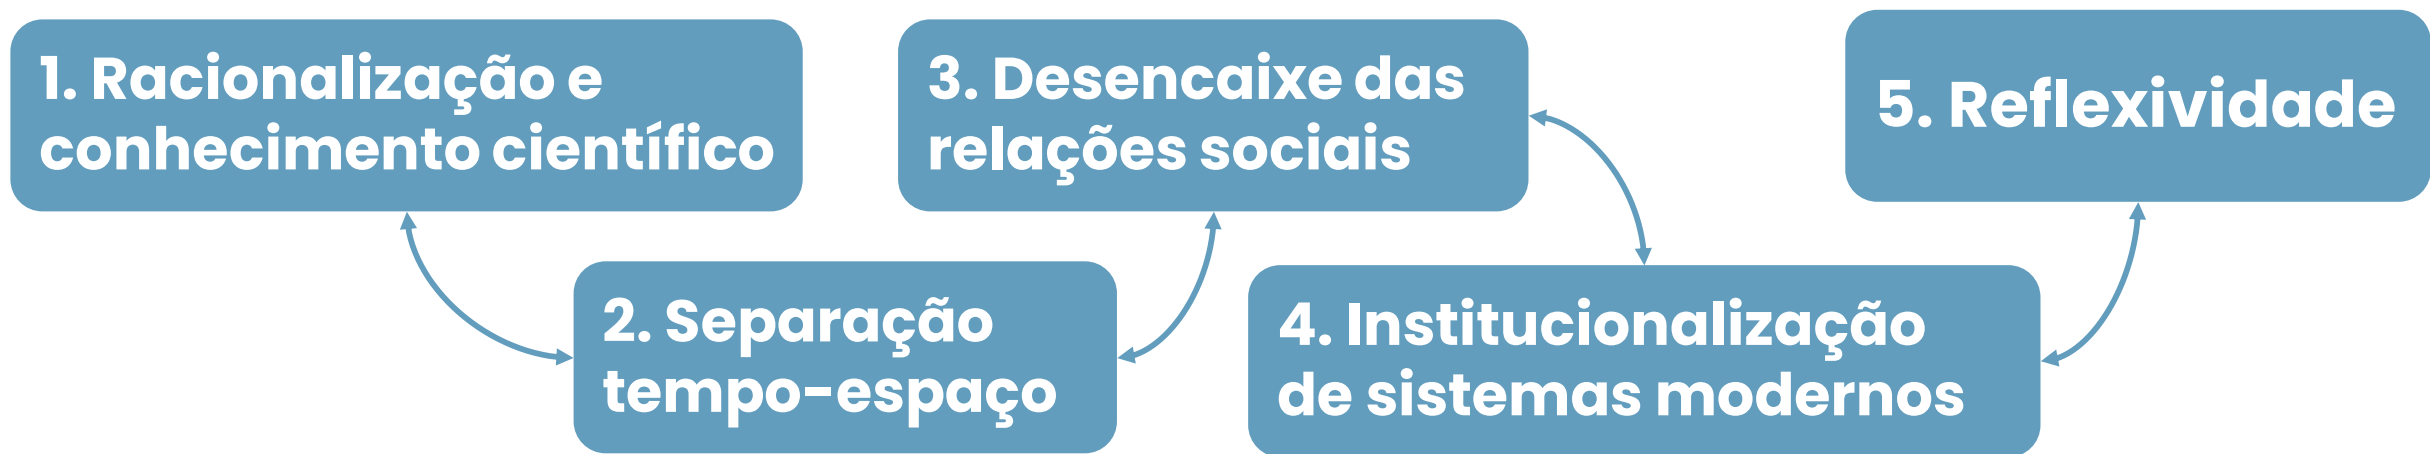 1. Racionalização e
conhecimento científico
2. Separação
tempo-espaço
3. Desencaixe das
relações sociais
4. Institucionalização
de sistemas modernos
5. Reflexividade